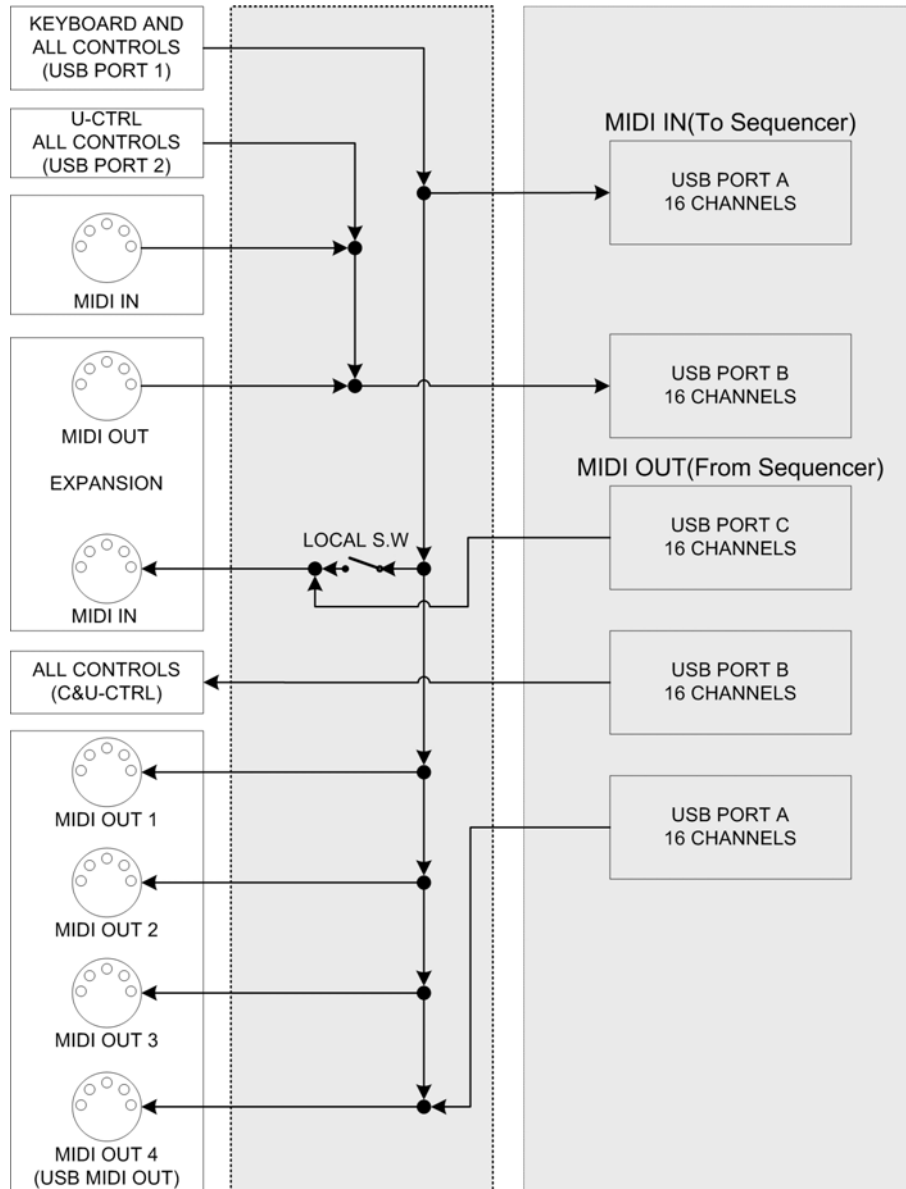 KEYBOARD AND
ALL CONTROLS
(USB PORT 1)
U-CTRL
ALL CONTROLS
(USB PORT 2)
MIDI IN
MIDI OUT
EXPANSION
MIDI IN
ALL CONTROLS
(C&U-CTRL)
MIDI OUT 1
MIDI OUT 2
MIDI OUT 3
MIDI OUT 4
(USB MIDI OUT)
LOCAL S.W
MIDI IN(To Sequencer)
USB PORT A
16 CHANNELS
USB PORT B
16 CHANNELS
MIDI OUT(From Sequencer)
USB PORT C
16 CHANNELS
USB PORT B
16 CHANNELS
USB PORT A
16 CHANNELS